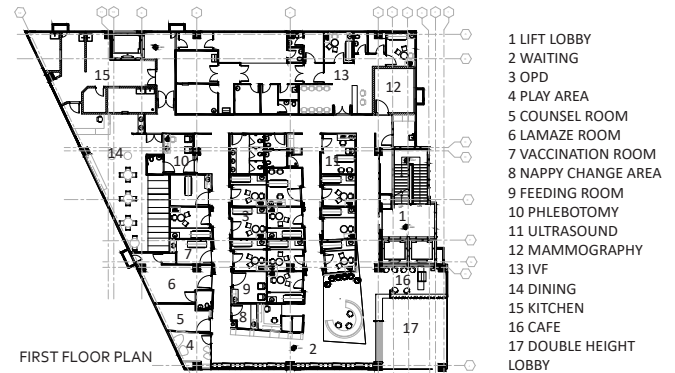 1 LIFT LOBBY
2 WAITING
3 OPD
4 PLAY AREA
5 COUNSEL ROOM
6 LAMAZE ROOM
7 VACCINATION ROOM
8 NAPPY CHANGE AREA
9 FEEDING ROOM
10 PHLEBOTOMY
11 ULTRASOUND
12 MAMMOGRAPHY
13 IVF
14 DINING
15 KITCHEN
16 CAFE
17 DOUBLE HEIGHT
LOBBY
15
13
12
14
10
11
3
1
7
6
9
16
5
8
17
4
2
FIRST FLOOR PLAN